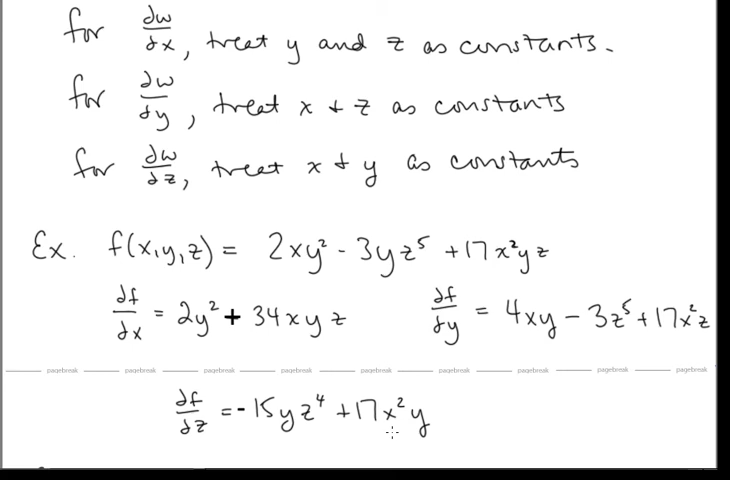 for ∂w/∂x, treat y and z as constants.
for ∂w/∂y, treat x + z as constants
for ∂w/∂z, treat x + y as constants
Ex. f(x,y,z) = 2xy² - 3yz⁵ + 17x²yz
∂f/∂x = 2y² + 34xyz ∂f/∂y = 4xy - 3z⁵ + 17x²z
pagebreak pagebreak pagebreak pagebreak pagebreak pagebreak pagebreak pagebreak pagebreak
∂f/∂z = -15yz⁴ + 17x²y